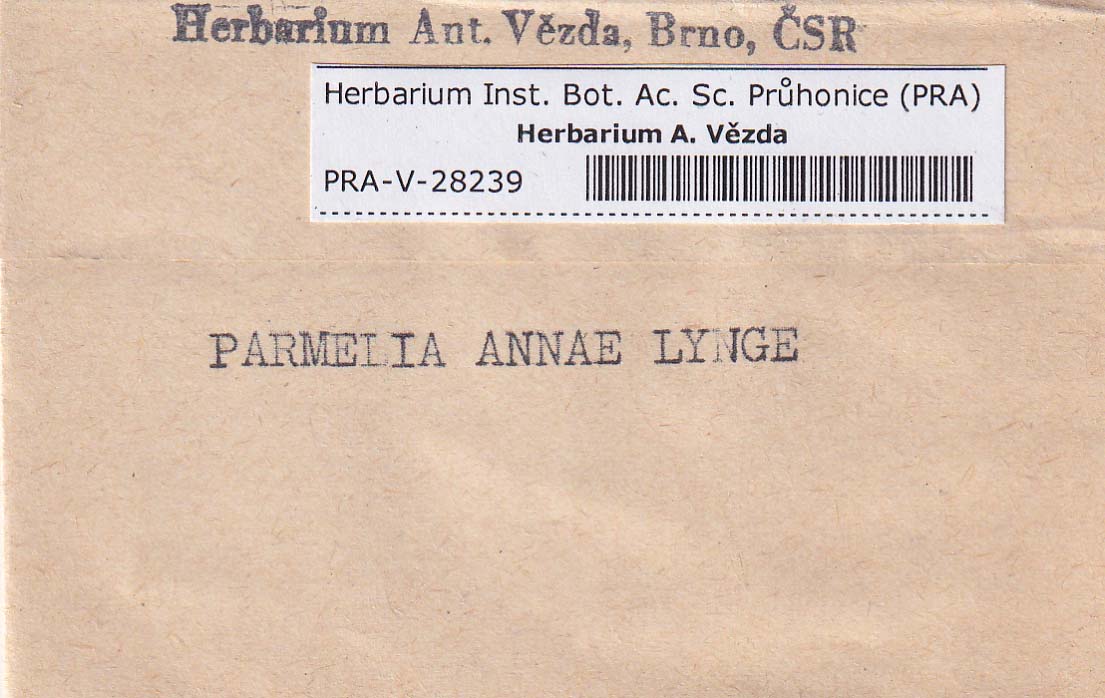 Herbarium Ant. Vězda, Brno, ČSR
Herbarium Inst. Bot. Ac. Sc. Průhonice (PRA)
Herbarium A. Vězda
PRA-V-28239
PARMELIA ANNAE LYNGE